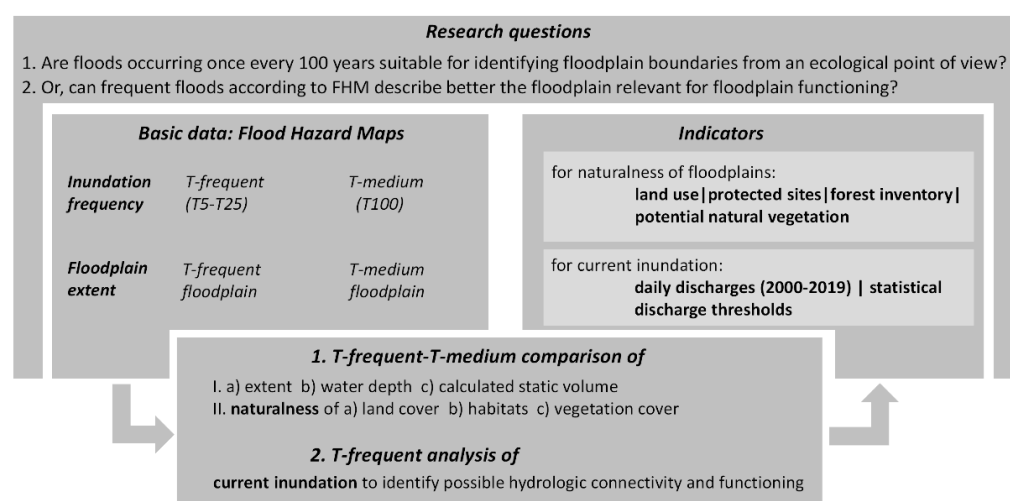 Research questions
1. Are floods occurring once every 100 years suitable for identifying floodplain boundaries from an ecological point of view?
2. Or, can frequent floods according to FHM describe better the floodplain relevant for floodplain functioning?
Basic data: Flood Hazard Maps
Inundation frequency
T-frequent (T5-T25)
T-medium (T100)
Floodplain extent
T-frequent floodplain
T-medium floodplain
Indicators
for naturalness of floodplains:
land use|protected sites|forest inventory|
potential natural vegetation
for current inundation:
daily discharges (2000-2019) | statistical
discharge thresholds
1. T-frequent-T-medium comparison of
I. a) extent b) water depth c) calculated static volume
II. naturalness of a) land cover b) habitats c) vegetation cover
2. T-frequent analysis of
current inundation to identify possible hydrologic connectivity and functioning